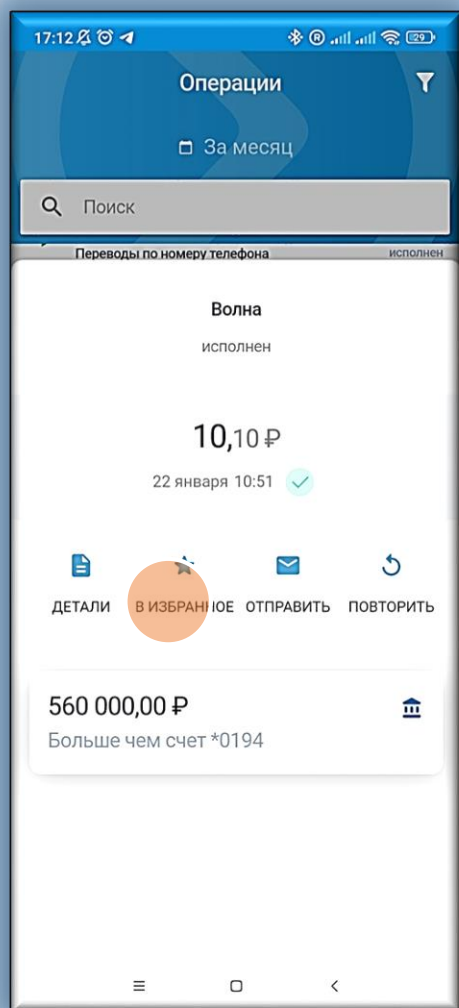 17:12
29
Операции
За месяц
Поиск
Переводы по номеру телефона исполнен
Волна
исполнен
10,10 ₽
22 января 10:51
ДЕТАЛИ В ИЗБРАННОЕ ОТПРАВИТЬ ПОВТОРИТЬ
560 000,00 ₽
Больше чем счет *0194